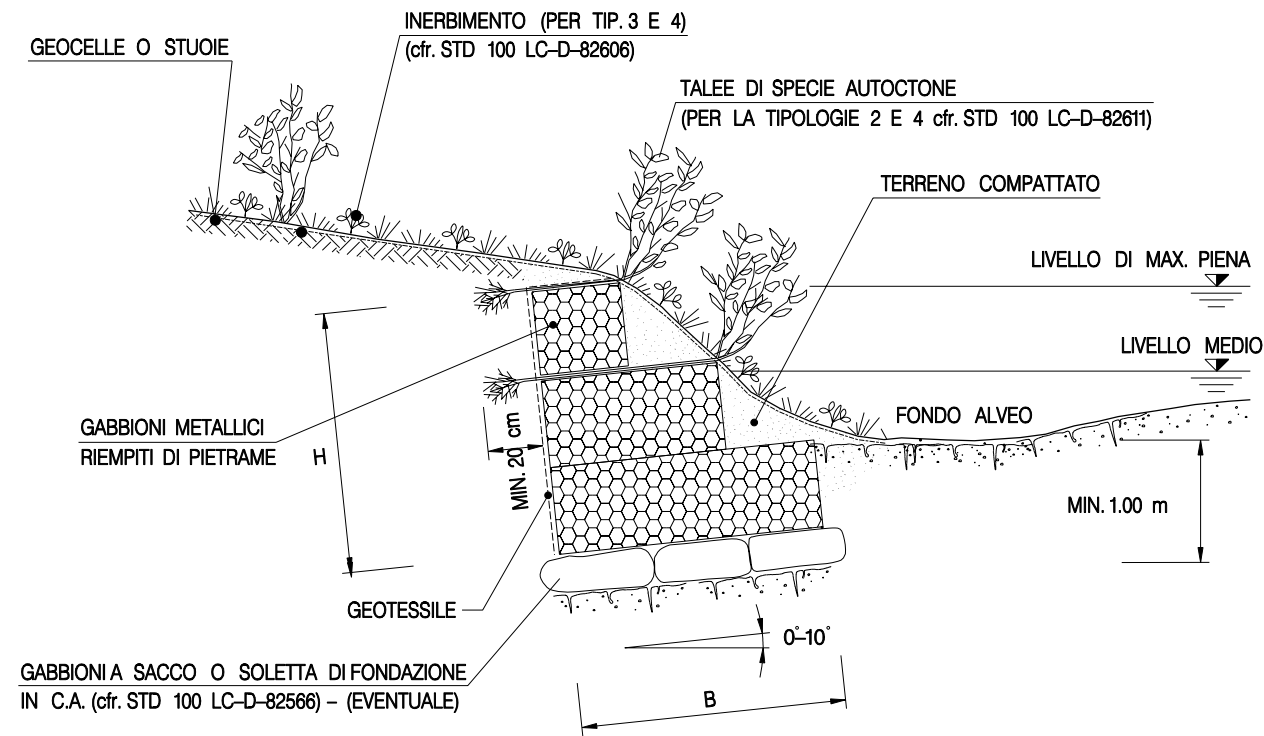 INERBIMENTO (PER TIP. 3 E 4)
(cfr. STD 100 LC-D-82606)
GEOCELLE O STUOIE
TALEE DI SPECIE AUTOCTONE
(PER LA TIPOLOGIE 2 E 4 cfr. STD 100 LC-D-82611)
TERRENO COMPATTATO
LIVELLO DI MAX. PIENA
LIVELLO MEDIO
FONDO ALVEO
GABBIONI METALLICI
RIEMPITI DI PIETRAME
H
MIN. 20 cm
MIN. 1.00 m
GEOTESSILE
0°-10°
GABBIONI A SACCO O SOLETTA DI FONDAZIONE
IN C.A. (cfr. STD 100 LC-D-82566) - (EVENTUALE)
B